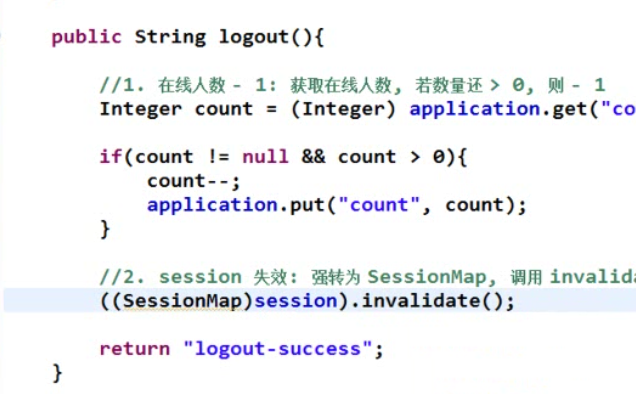 public String logout(){
//1. 在线人数 - 1: 获取在线人数, 若数量还 > 0, 则 - 1
Integer count = (Integer) application.get("co
if(count != null && count > 0){
count--;
application.put("count", count);
}
//2. session 失效: 强转为 SessionMap, 调用 invalida
((SessionMap)session).invalidate();
return "logout-success";
}